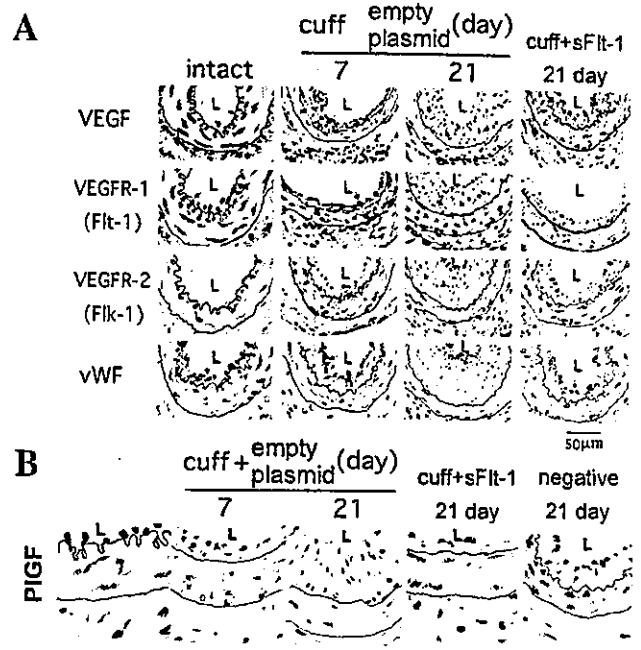 A
cuff empty plasmid (day) cuff+sFlt-1
intact 7 21 21 day
VEGF L L L L
VEGFR-1 (Flt-1) L L L L
VEGFR-2 (Flk-1) L L L L
vWF L L L L
50μm
B
cuff + empty plasmid (day) cuff+sFlt-1 negative
7 21 21 day 21 day
PlGF L L L L L